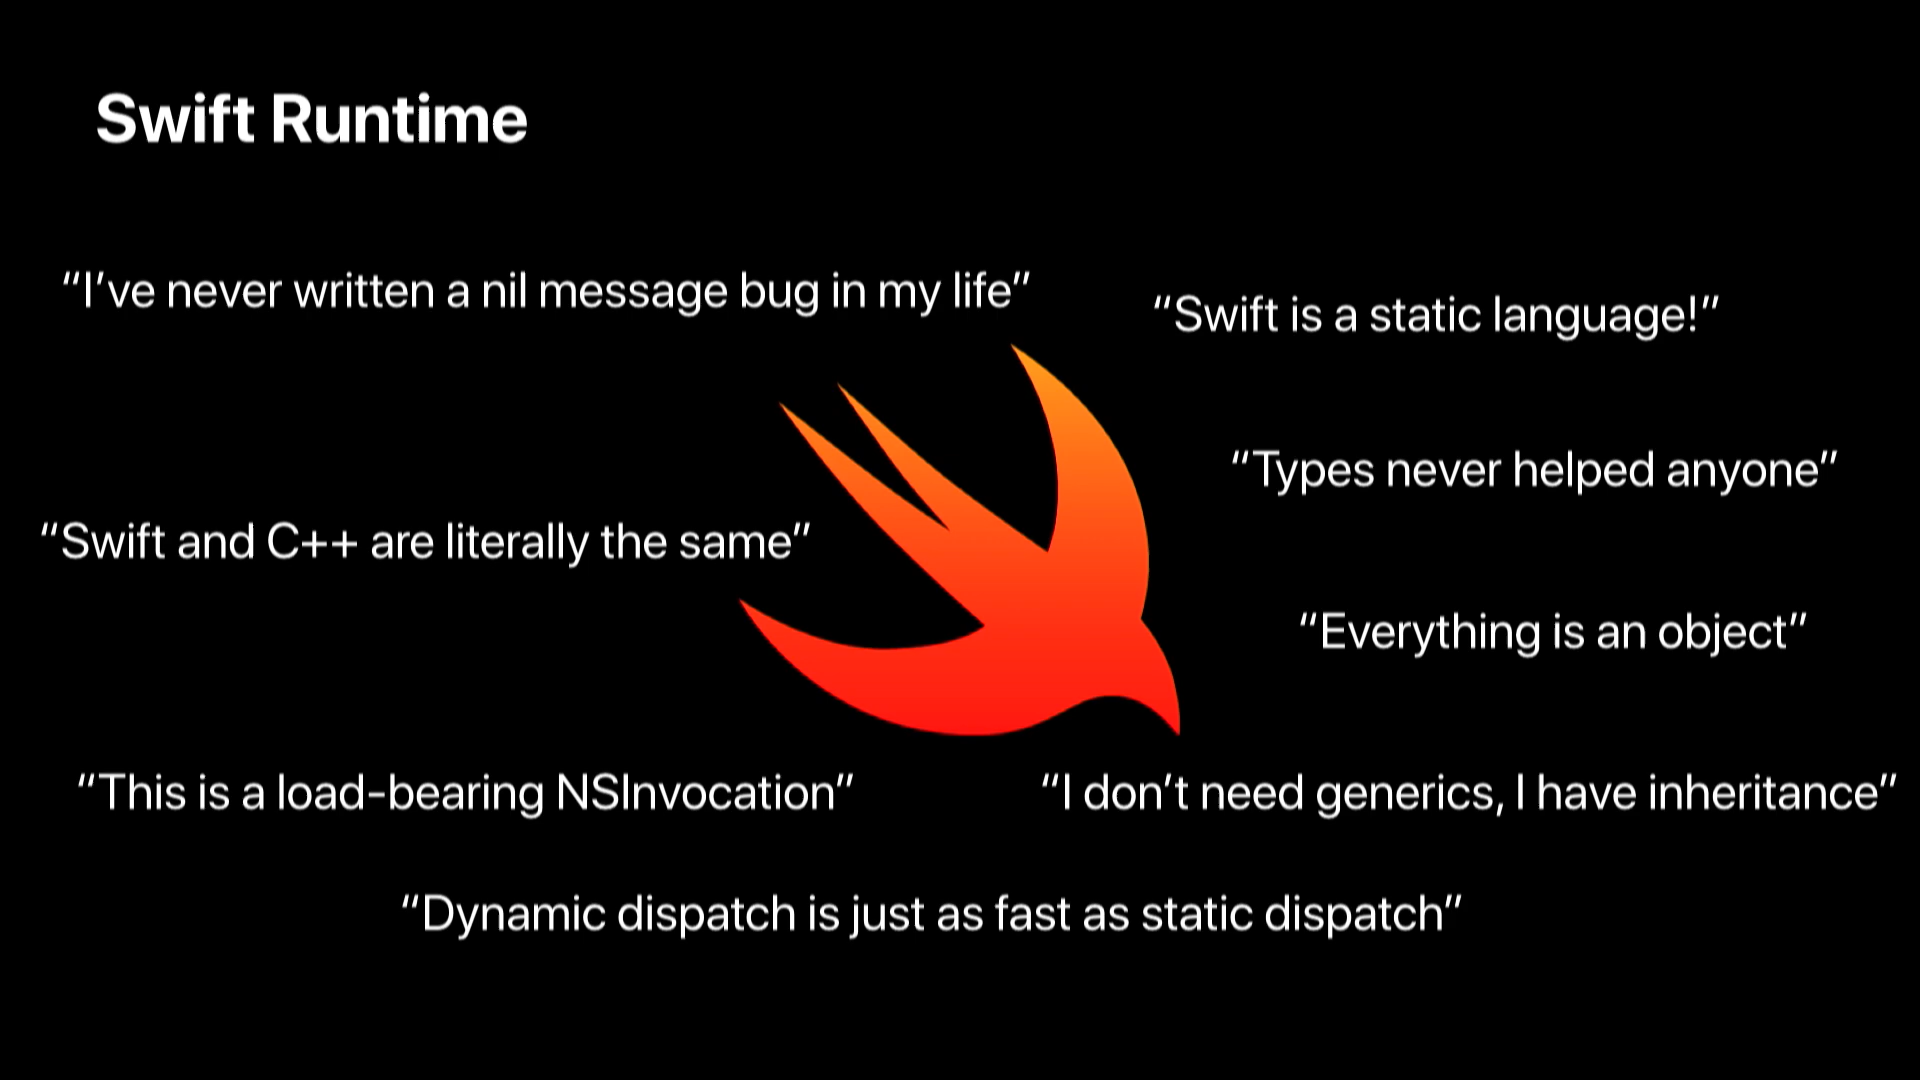 Swift Runtime
“I’ve never written a nil message bug in my life”
“Swift is a static language!”
“Types never helped anyone”
“Swift and C++ are literally the same”
“Everything is an object”
“This is a load-bearing NSInvocation”
“I don’t need generics, I have inheritance”
“Dynamic dispatch is just as fast as static dispatch”